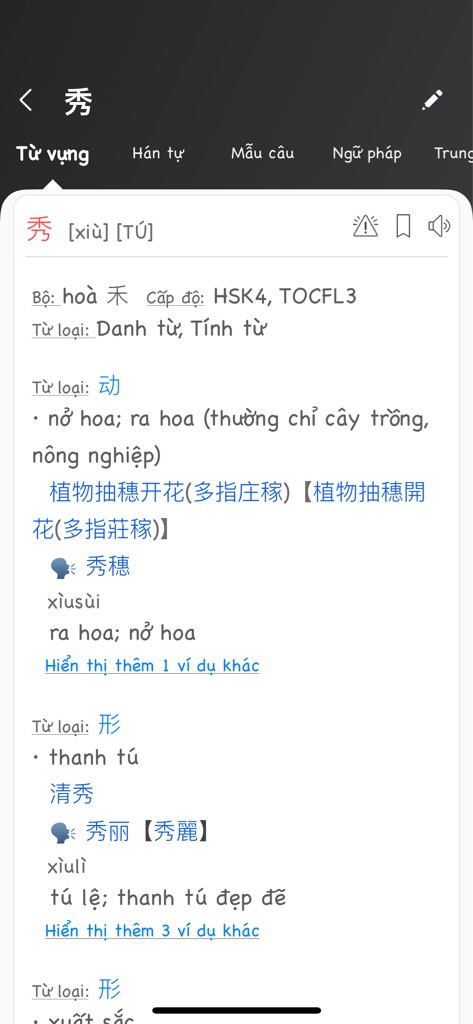 秀
Từ vựng Hán tự Mẫu câu Ngữ pháp Trung
秀 [xiù] [TÚ]
Bộ: hoà 禾 Cấp độ: HSK4, TOCFL3
Từ loại: Danh từ, Tính từ
Từ loại: 动
• nở hoa; ra hoa (thường chỉ cây trồng,
nông nghiệp)
植物抽穗开花(多指庄稼)【植物抽穗開
花(多指莊稼)】
秀穗
xìusùi
ra hoa; nở hoa
Hiển thị thêm 1 ví dụ khác
Từ loại: 形
• thanh tú
清秀
秀丽【秀麗】
xìulì
tú lệ; thanh tú đẹp đẽ
Hiển thị thêm 3 ví dụ khác
Từ loại: 形
• xuất sắc